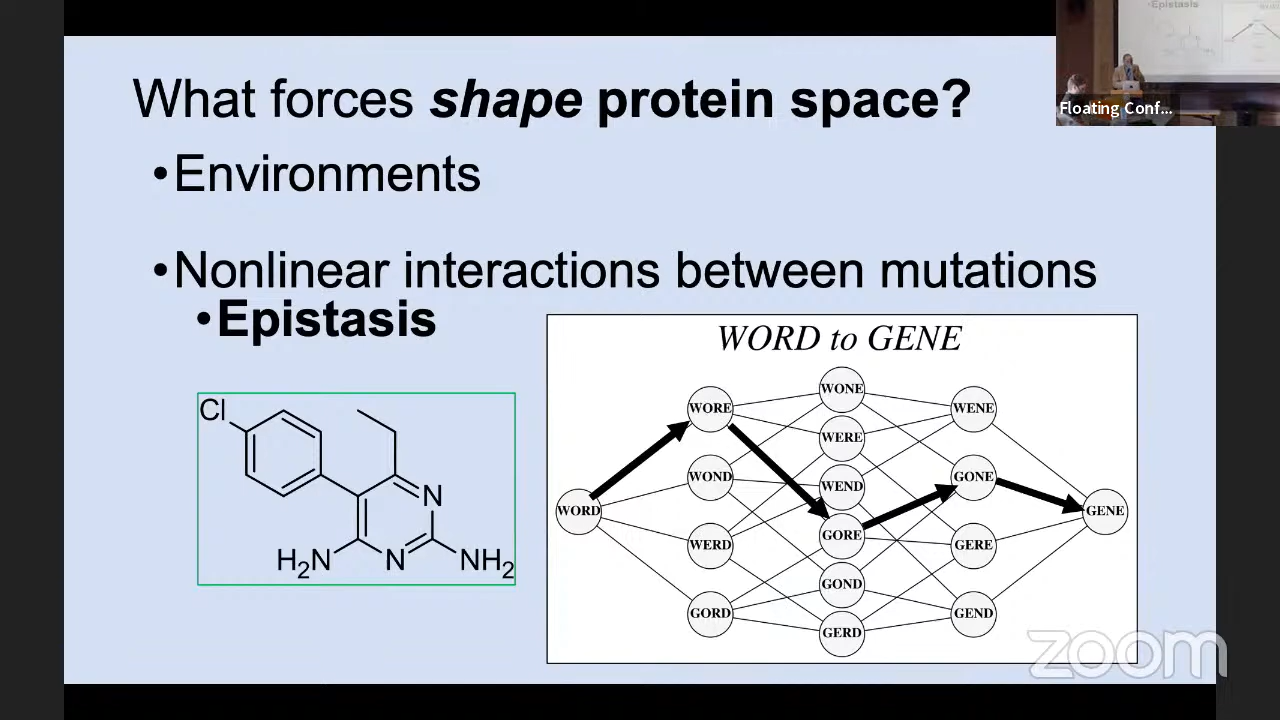 What forces shape protein space?
•Environments
•Nonlinear interactions between mutations
•Epistasis
Cl
N
H2N
N
NH2
WORD to GENE
WORD
WORE
WOND
WERD
GORD
WONE
WERE
WEND
GORE
GOND
GERD
WENE
GONE
GERE
GEND
GENE
•Epistasis
Floating Conf...
zoom